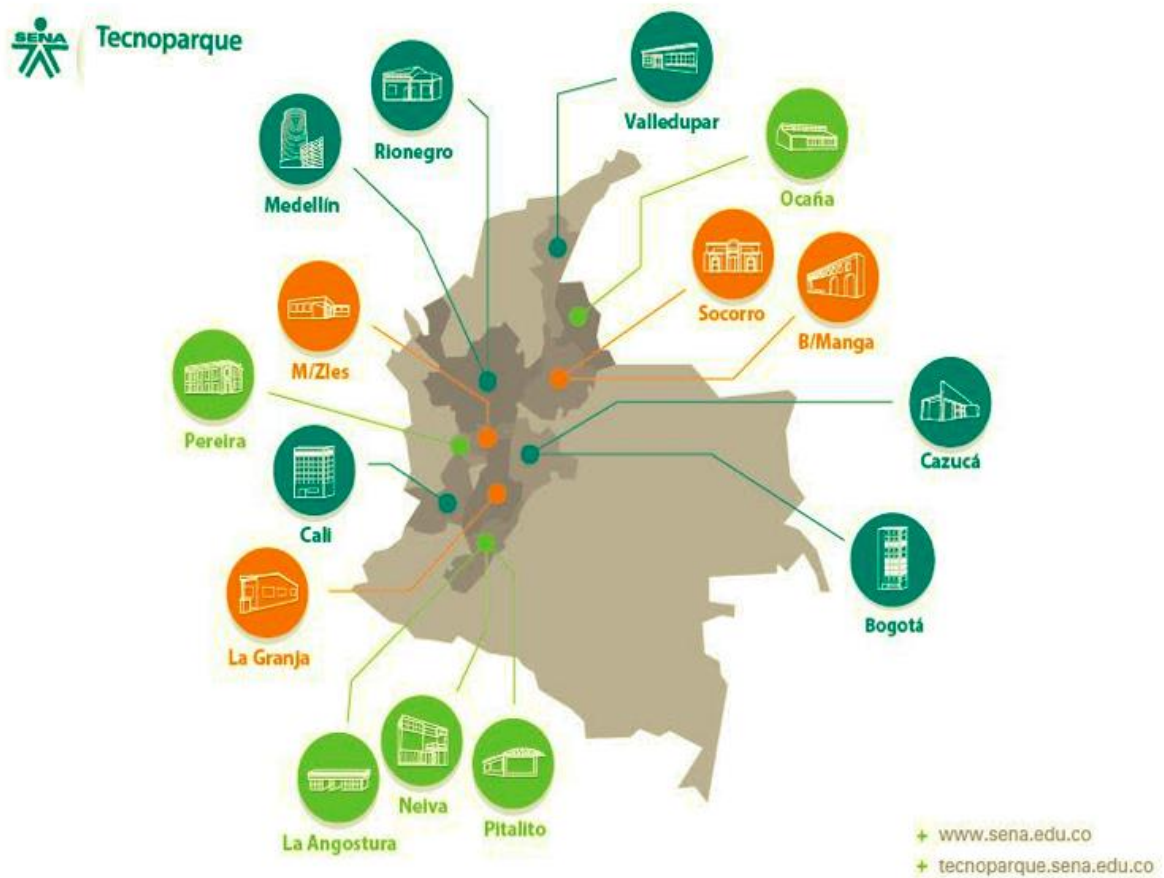 SENA
Tecnoparque
Rionegro
Valledupar
Medellín
Ocaña
Socorro
B/Manga
M/Zles
Pereira
Cazucá
Cali
Bogotá
La Granja
Neiva
Pitalito
La Angostura
+ www.sena.edu.co
+ tecnoparque.sena.edu.co